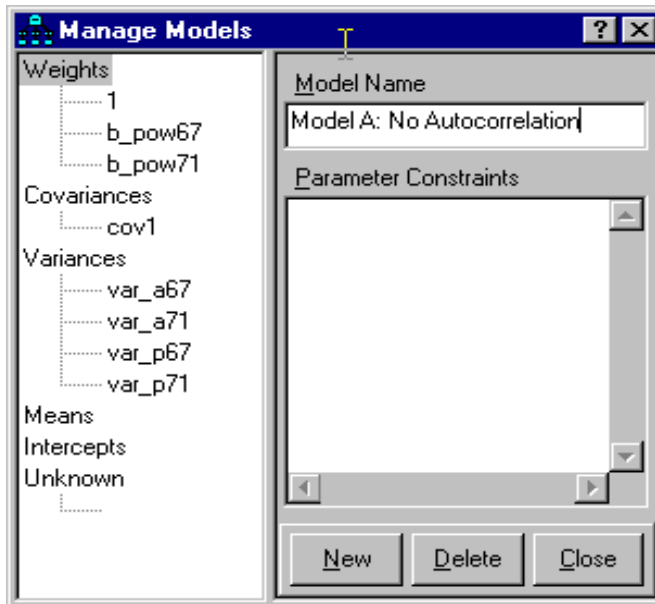 Manage Models
Weights
1
b_pow67
b_pow71
Covariances
cov1
Variances
var_a67
var_a71
var_p67
var_p71
Means
Intercepts
Unknown
Model Name
Model A: No Autocorrelation
Parameter Constraints
New
Delete
Close